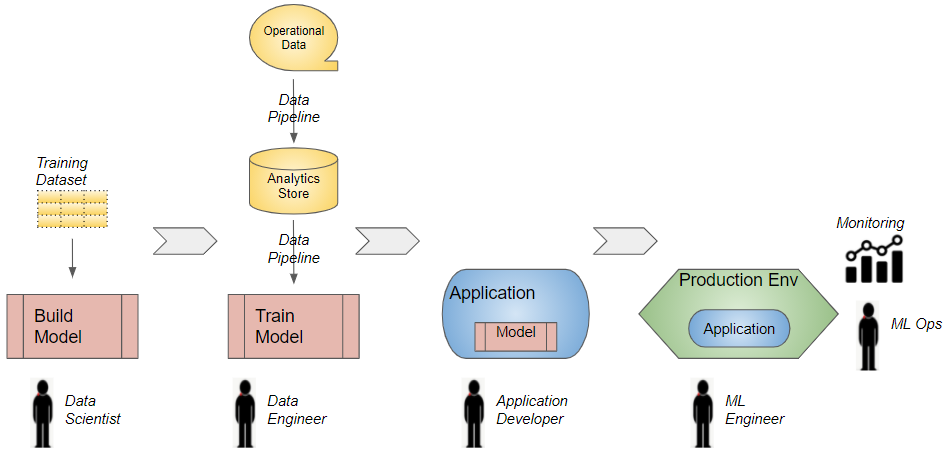 Operational
Data
Data
Pipeline
Analytics
Store
Data
Pipeline
Training
Dataset
Build
Model
Data
Scientist
Train
Model
Data
Engineer
Application
Model
Application
Developer
Production Env
Application
ML
Engineer
Monitoring
ML Ops